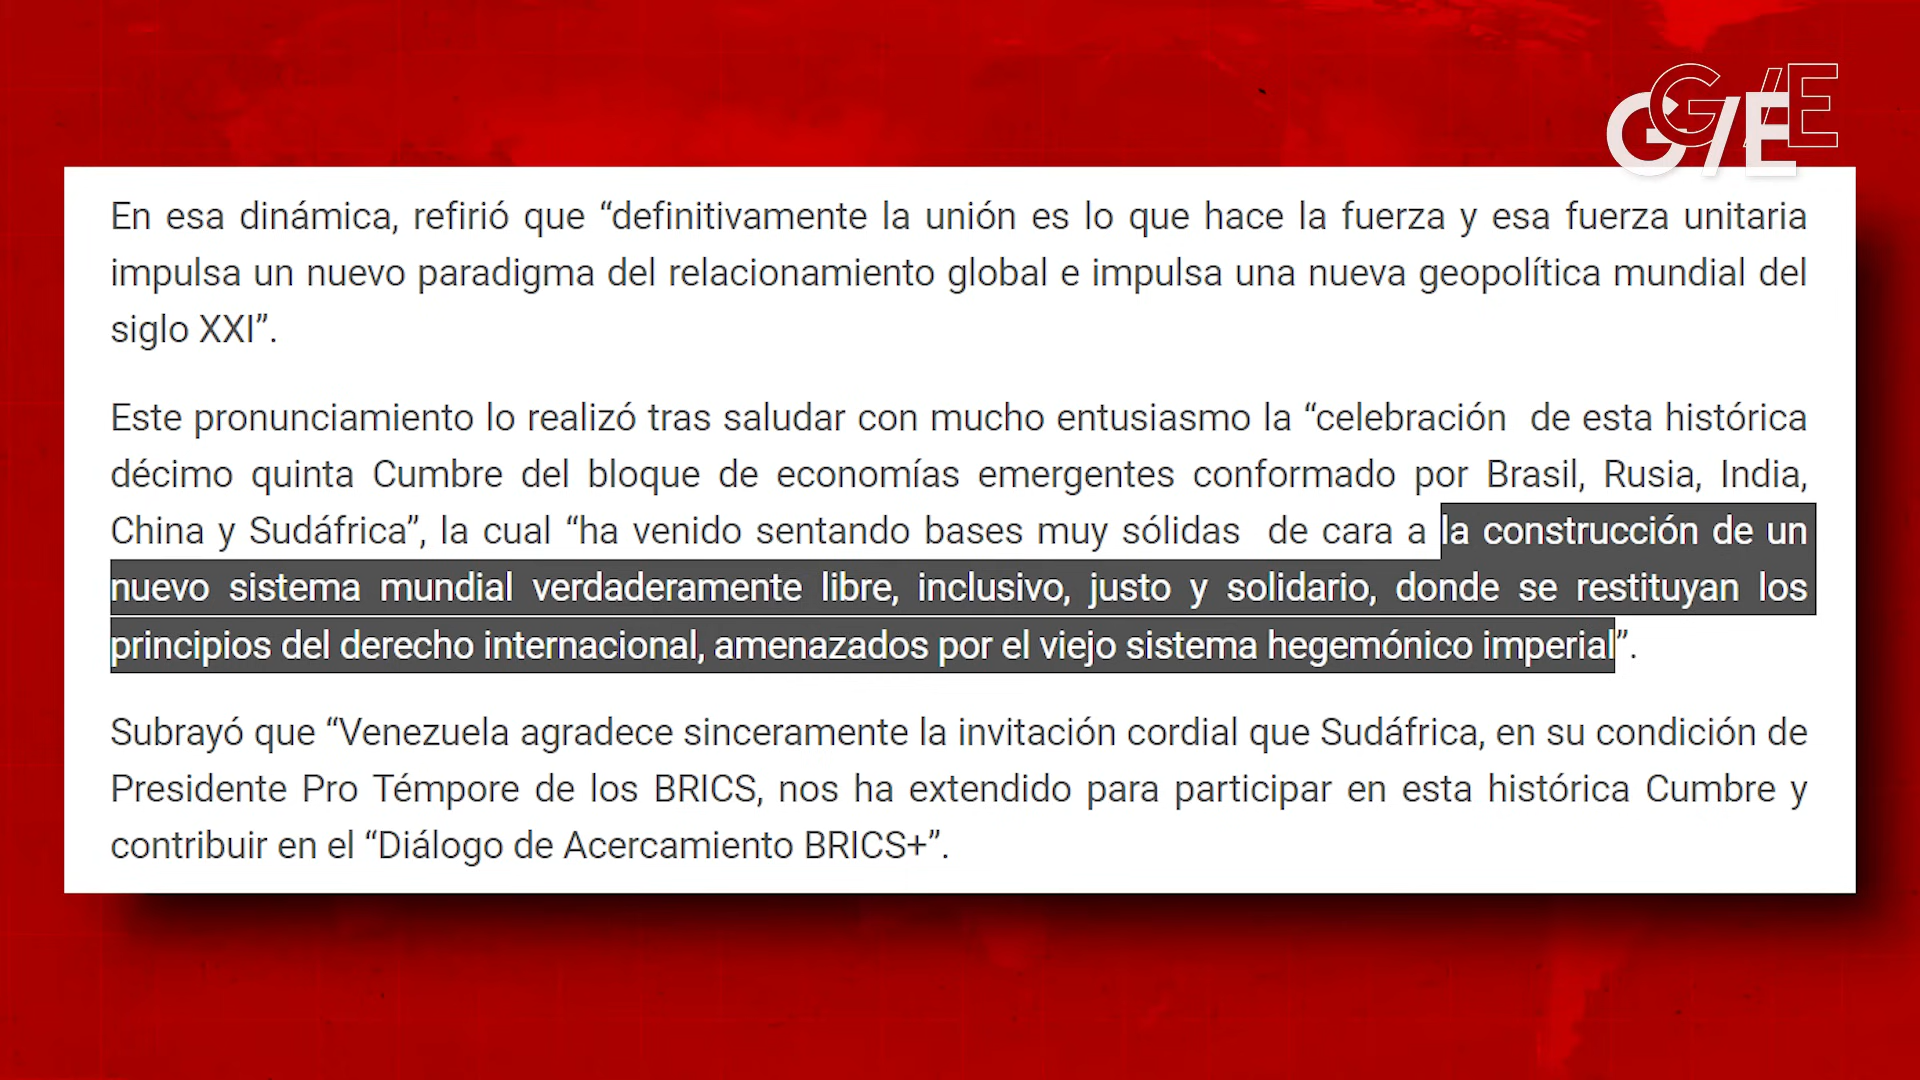 G/E
G/E
En esa dinámica, refirió que “definitivamente la unión es lo que hace la fuerza y esa fuerza unitaria
impulsa un nuevo paradigma del relacionamiento global e impulsa una nueva geopolítica mundial del
siglo XXI”.
Este pronunciamiento lo realizó tras saludar con mucho entusiasmo la “celebración  de esta histórica
décimo quinta Cumbre del bloque de economías emergentes conformado por Brasil, Rusia, India,
China y Sudáfrica”, la cual “ha venido sentando bases muy sólidas  de cara a la construcción de un
nuevo sistema mundial verdaderamente libre, inclusivo, justo y solidario, donde se restituyan los
principios del derecho internacional, amenazados por el viejo sistema hegemónico imperial”.
Subrayó que “Venezuela agradece sinceramente la invitación cordial que Sudáfrica, en su condición de
Presidente Pro Témpore de los BRICS, nos ha extendido para participar en esta histórica Cumbre y
contribuir en el “Diálogo de Acercamiento BRICS+”.